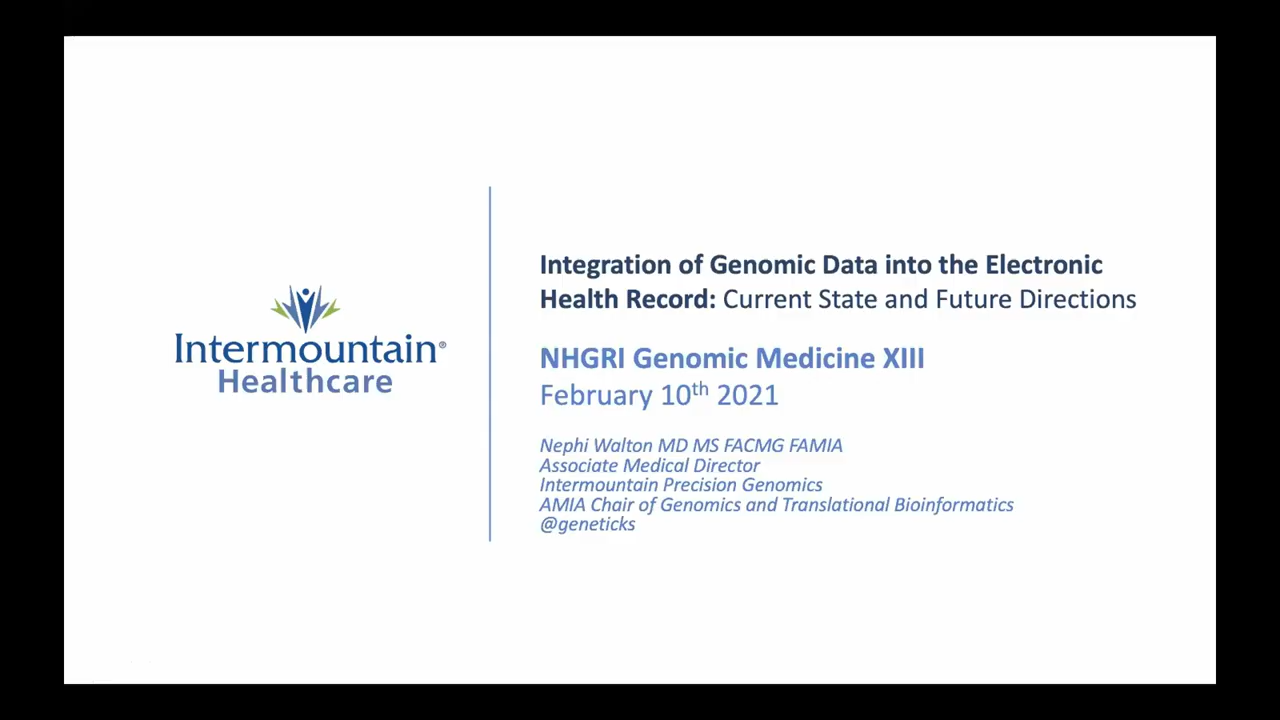 Intermountain®
Healthcare
Integration of Genomic Data into the Electronic
Health Record: Current State and Future Directions
NHGRI Genomic Medicine XIII
February 10th 2021
Nephi Walton MD MS FACMG FAMIA
Associate Medical Director
Intermountain Precision Genomics
AMIA Chair of Genomics and Translational Bioinformatics
@geneticks